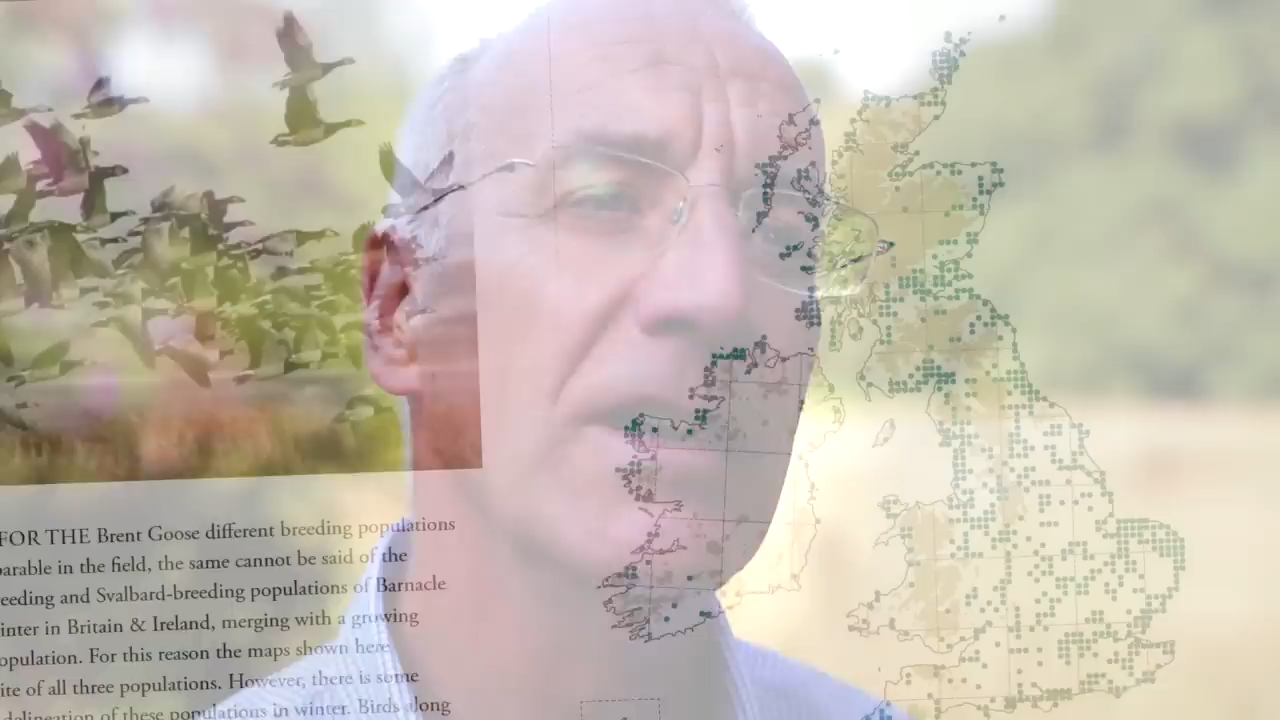 FOR THE Brent Goose different breeding populations
parable in the field, the same cannot be said of the
reeding and Svalbard-breeding populations of Barnacle
inter in Britain & Ireland, merging with a growing
opulation. For this reason the maps shown here
ite of all three populations. However, there is some
delineation of these populations in winter. Birds along